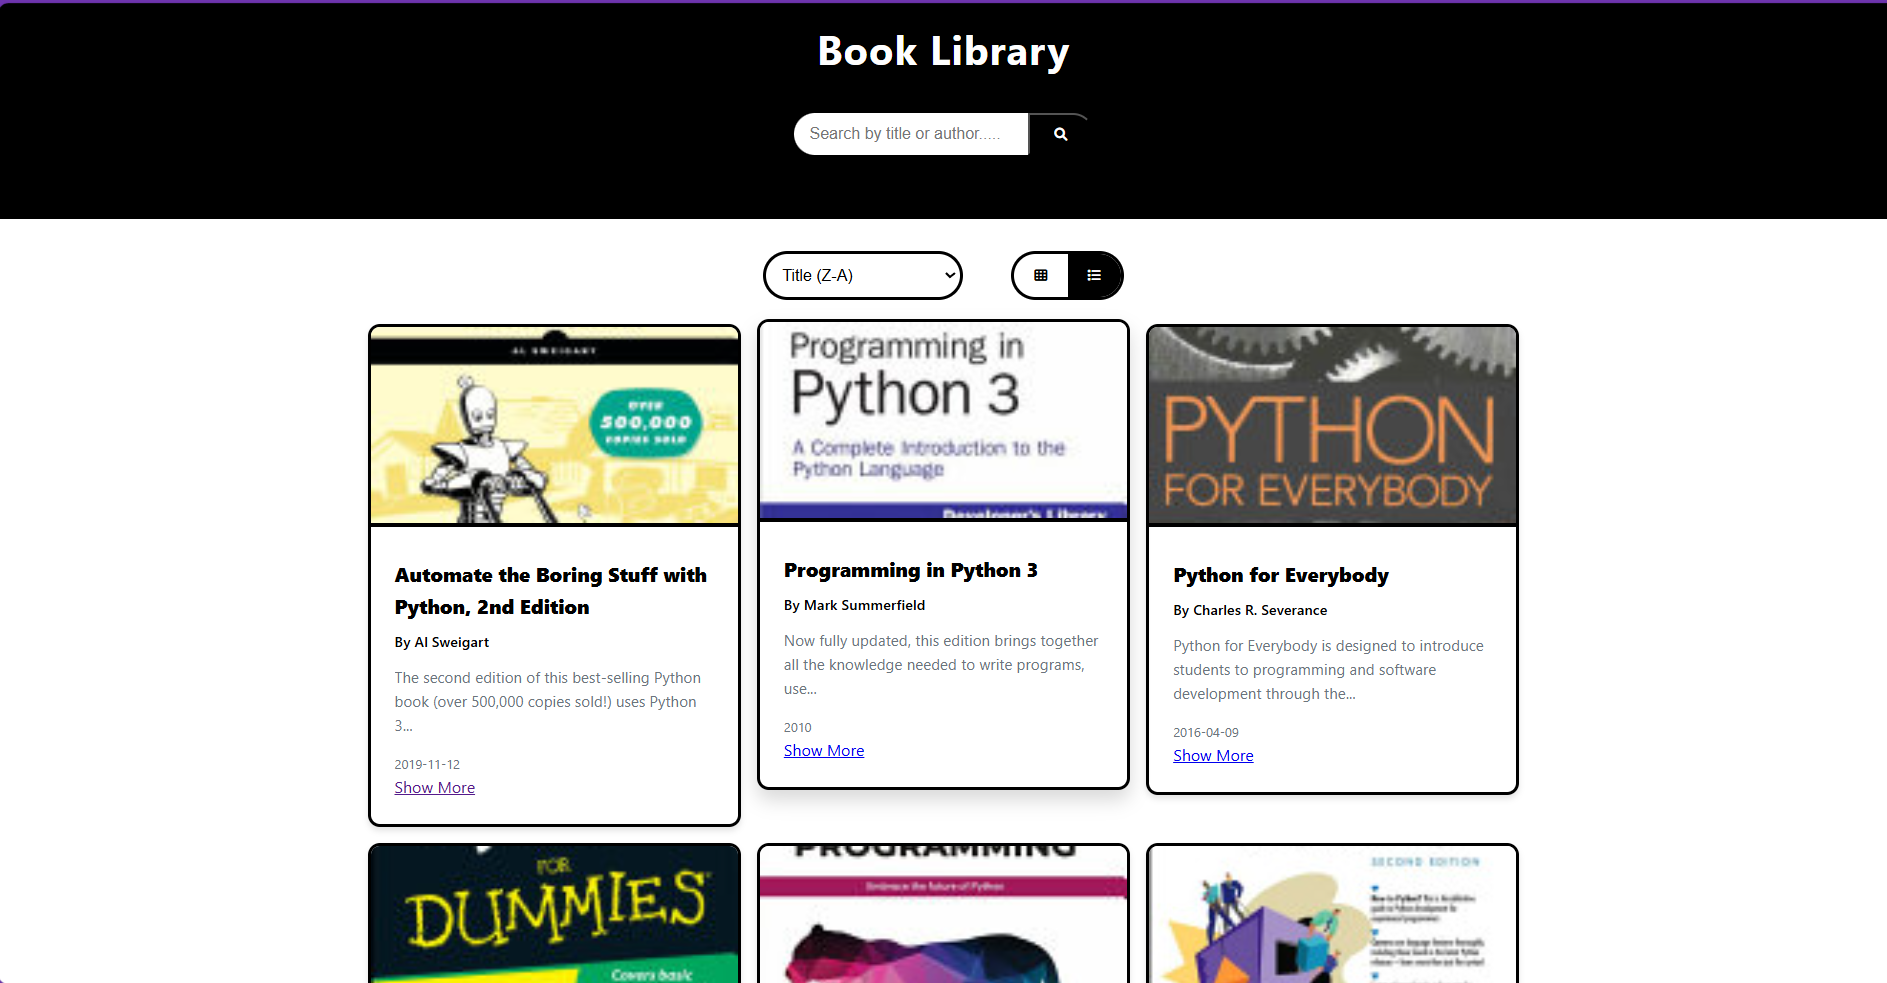 Book Library
Search by title or author.....
Title (Z-A)
AL SWEIGART
OVER
500,000
COPIES SOLD
Automate the Boring Stuff with
Python, 2nd Edition
By Al Sweigart
The second edition of this best-selling Python
book (over 500,000 copies sold!) uses Python
3...
2019-11-12
Show More
Programming in
Python 3
A Complete Introduction to the
Python Language
Developer's Library
Programming in Python 3
By Mark Summerfield
Now fully updated, this edition brings together
all the knowledge needed to write programs,
use...
2010
Show More
PYTHON
FOR EVERYBODY
Python for Everybody
By Charles R. Severance
Python for Everybody is designed to introduce
students to programming and software
development through the...
2016-04-09
Show More
FOR
DUMMIES
Covers basic
PROGRAMMING
Embrace the future of Python
SECOND EDITION